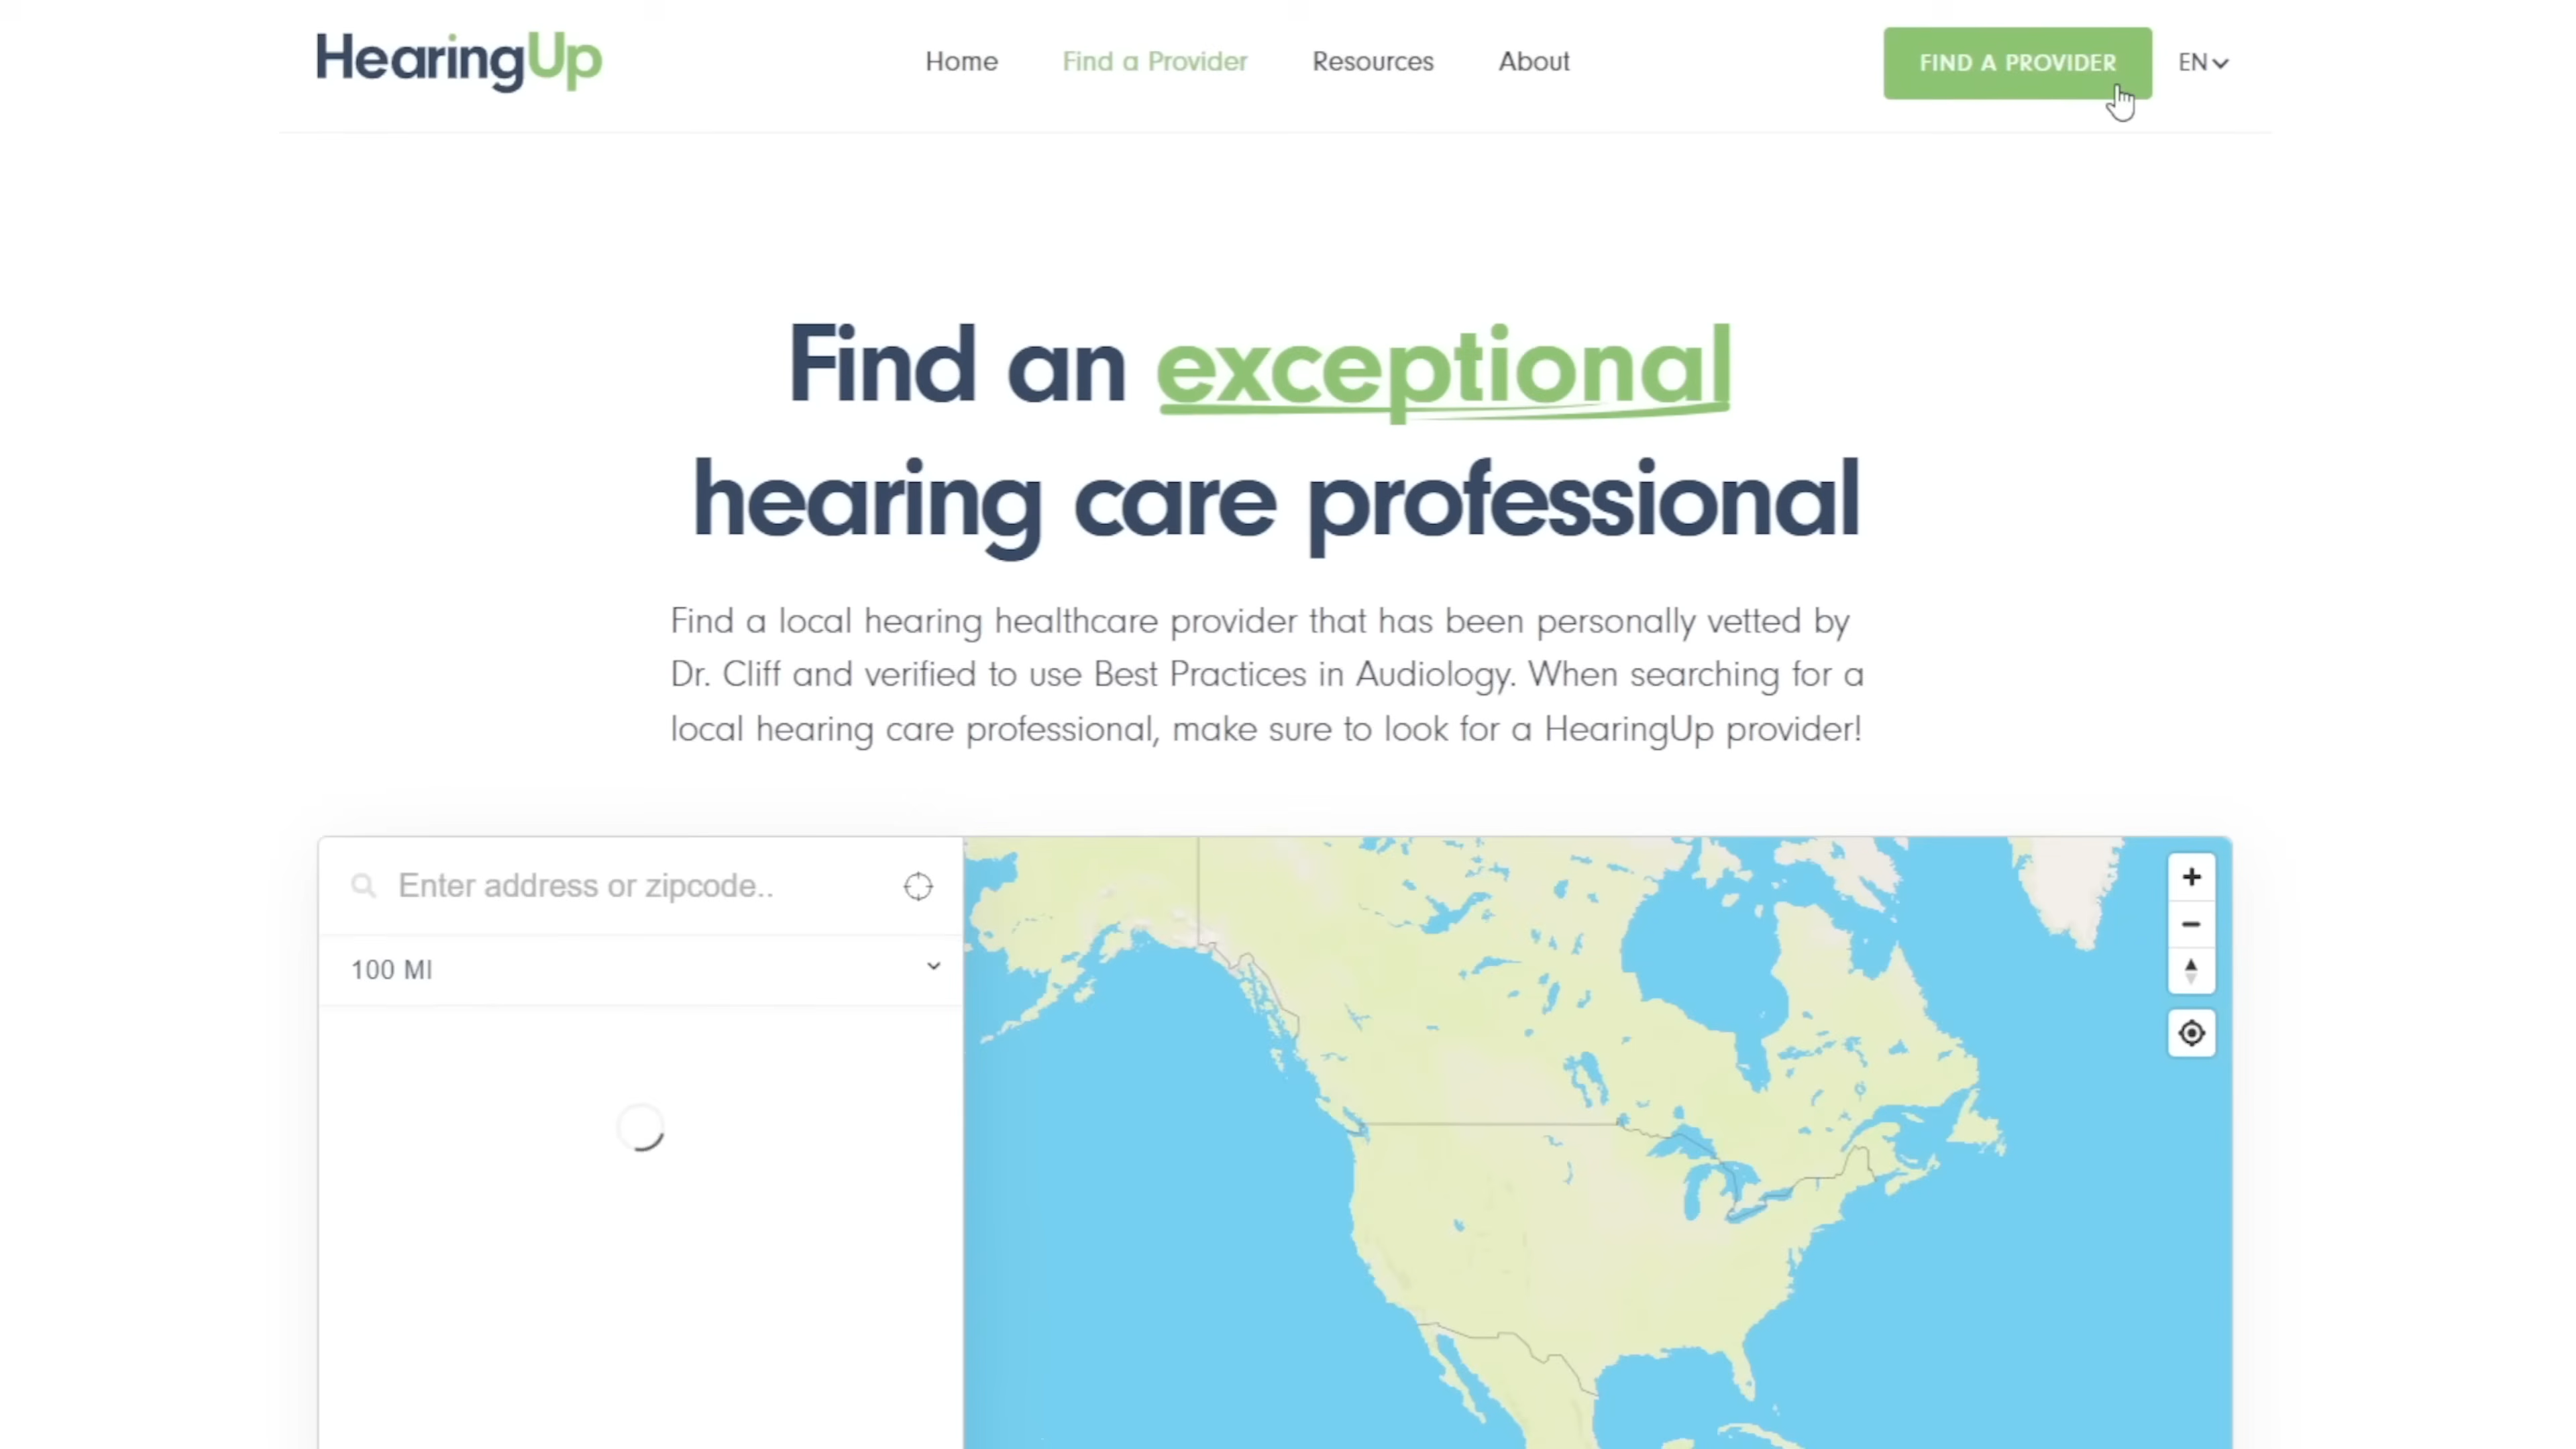 HearingUp
Home Find a Provider Resources About
FIND A PROVIDER EN
Find an exceptional
hearing care professional
Find a local hearing healthcare provider that has been personally vetted by
Dr. Cliff and verified to use Best Practices in Audiology. When searching for a
local hearing care professional, make sure to look for a HearingUp provider!
Enter address or zipcode..
100 MI